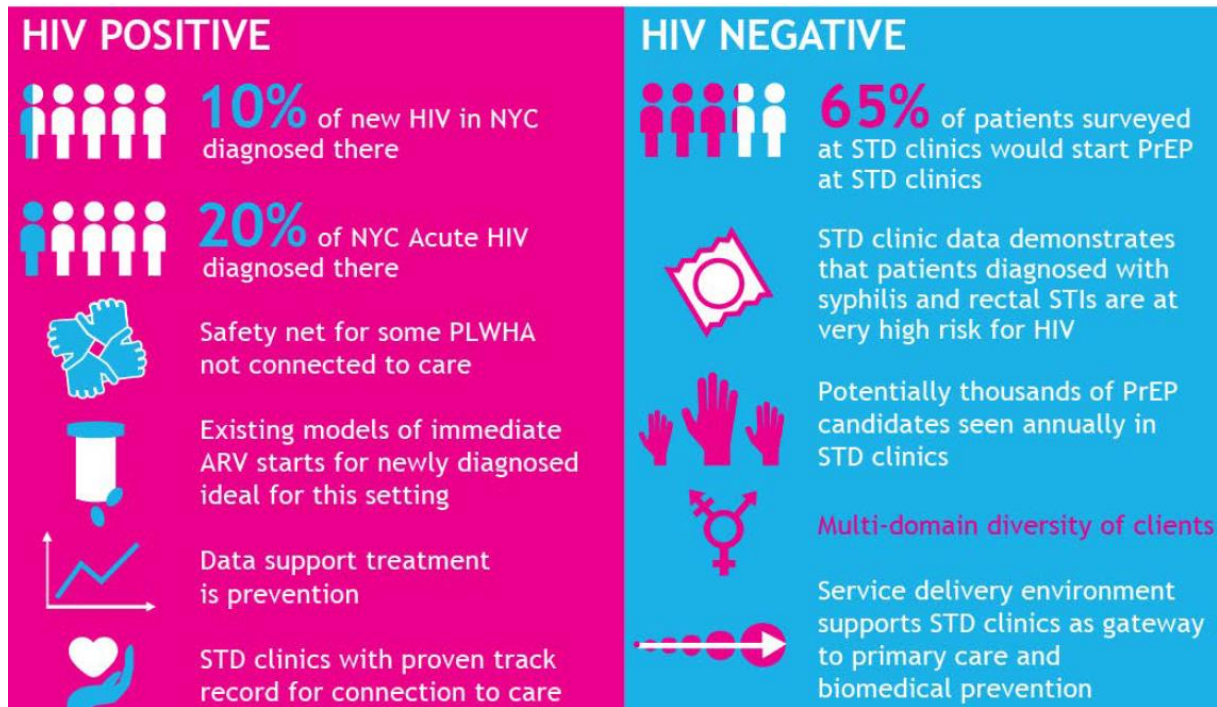 HIV POSITIVE
10% of new HIV in NYC
diagnosed there
20% of NYC Acute HIV
diagnosed there
Safety net for some PLWHA
not connected to care
Existing models of immediate
ARV starts for newly diagnosed
ideal for this setting
Data support treatment
is prevention
STD clinics with proven track
record for connection to care
HIV NEGATIVE
65% of patients surveyed
at STD clinics would start PrEP
at STD clinics
STD clinic data demonstrates
that patients diagnosed with
syphilis and rectal STIs are at
very high risk for HIV
Potentially thousands of PrEP
candidates seen annually in
STD clinics
Multi-domain diversity of clients
Service delivery environment
supports STD clinics as gateway
to primary care and
biomedical prevention